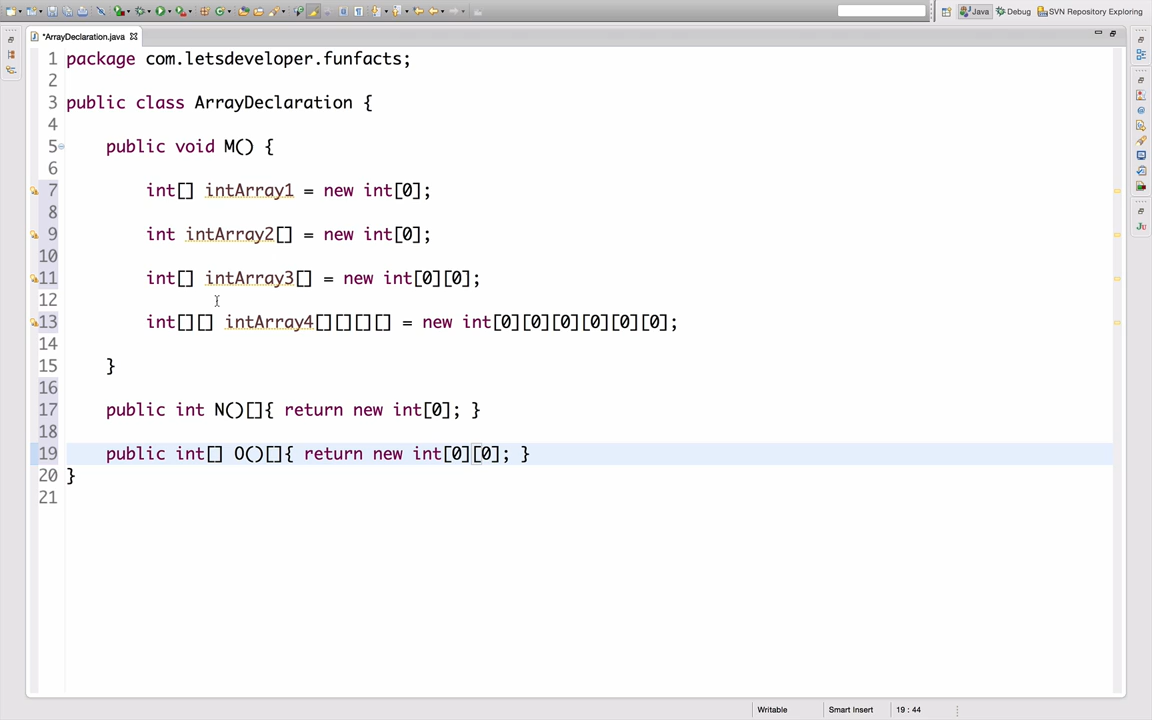 Java
Debug
SVN Repository Exploring
*ArrayDeclaration.java
1 package com.letsdeveloper.funfacts;
2
3 public class ArrayDeclaration {
4
5 public void M() {
6
7 int[] intArray1 = new int[0];
8
9 int intArray2[] = new int[0];
10
11 int[] intArray3[] = new int[0][0];
12
13 int[][] intArray4[][][][] = new int[0][0][0][0][0][0];
14
15 }
16
17 public int N()[]{ return new int[0]; }
18
19 public int[] O()[]{ return new int[0][0]; }
20 }
21
Writable
Smart Insert
19 : 44